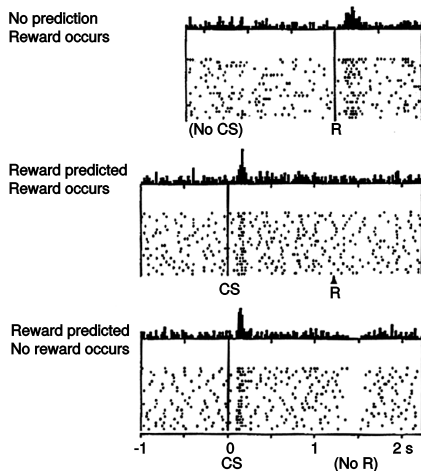 No prediction
Reward occurs
(No CS)
R
Reward predicted
Reward occurs
CS
R
Reward predicted
No reward occurs
-1
0
1
2 s
CS
(No R)